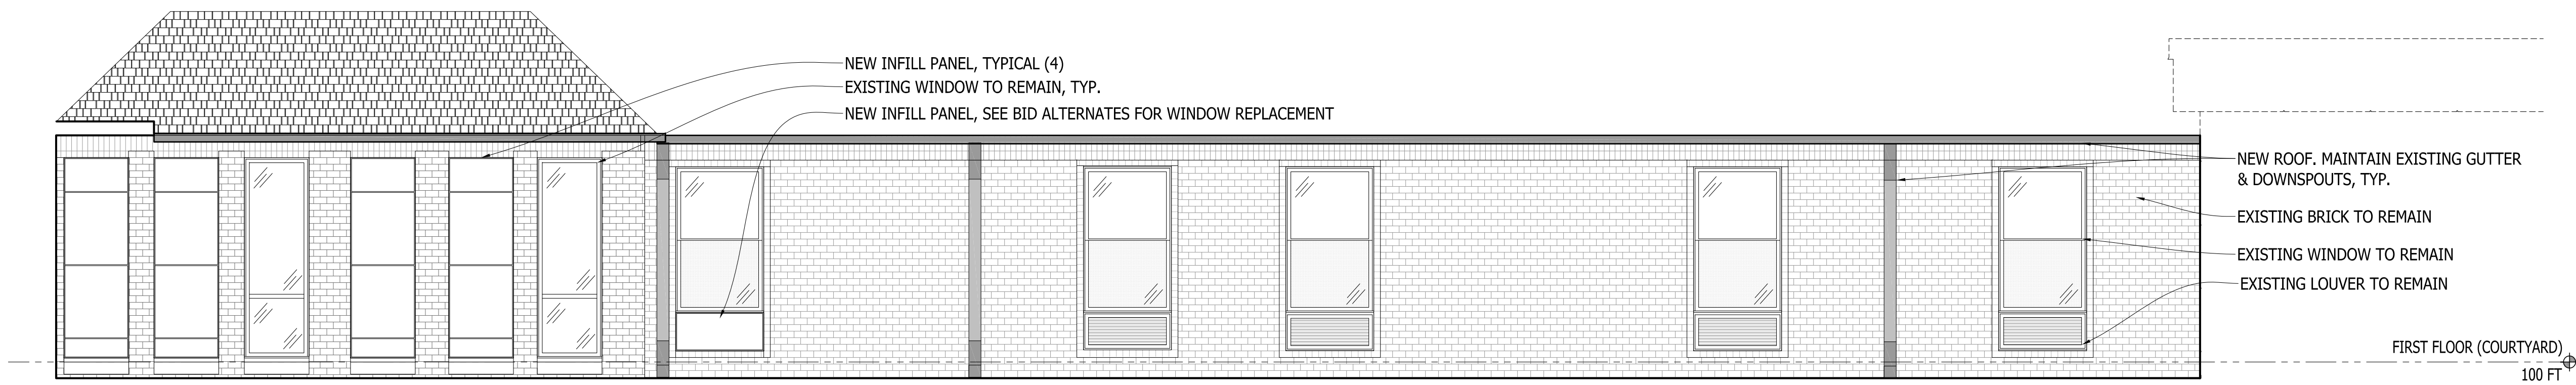 NEW INFILL PANEL, TYPICAL (4)
EXISTING WINDOW TO REMAIN, TYP.
NEW INFILL PANEL, SEE BID ALTERNATES FOR WINDOW REPLACEMENT
NEW ROOF. MAINTAIN EXISTING GUTTER
& DOWNSPOUTS, TYP.
EXISTING BRICK TO REMAIN
EXISTING WINDOW TO REMAIN
EXISTING LOUVER TO REMAIN
FIRST FLOOR (COURTYARD)
100 FT